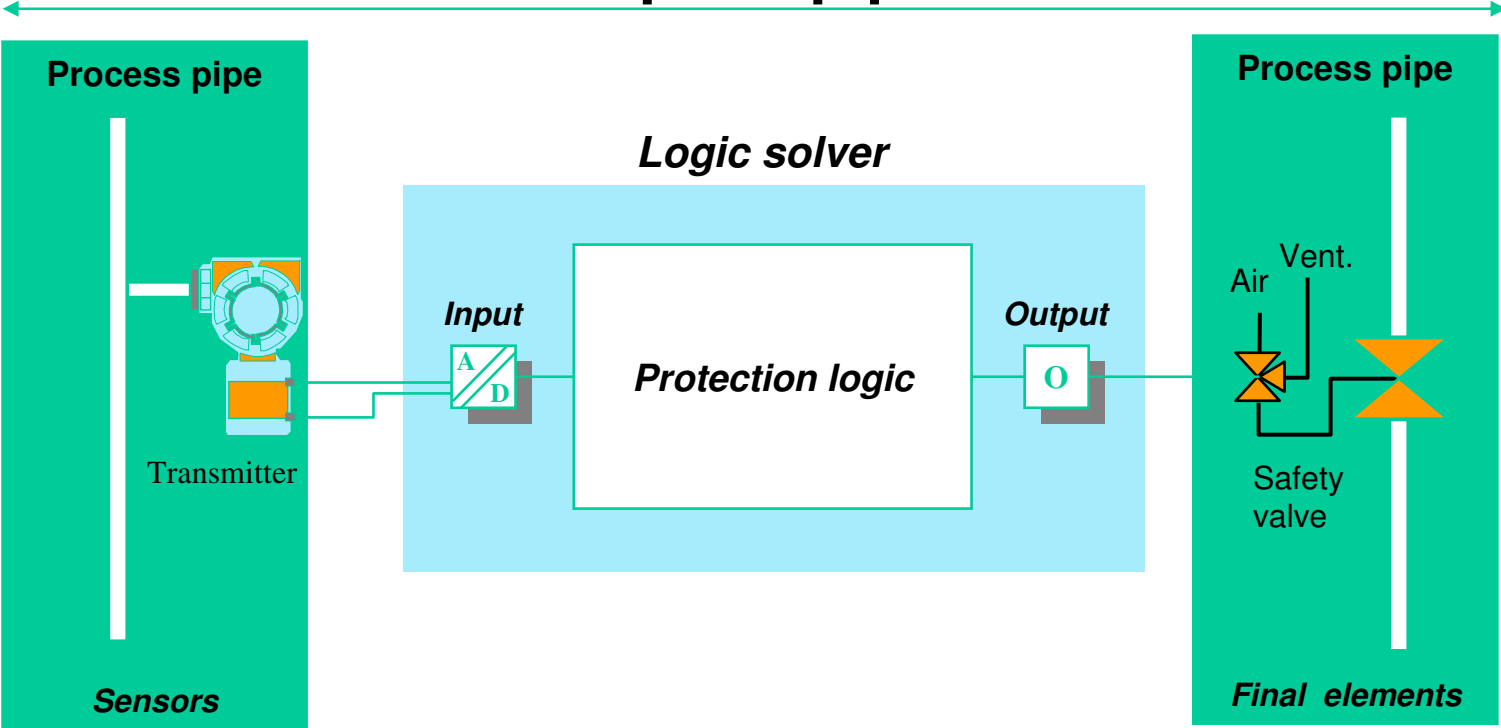 Process pipe
Process pipe
Logic solver
Vent.
Air
Input
Output
A
D
Protection logic
O
Transmitter
Safety
valve
Sensors
Final elements